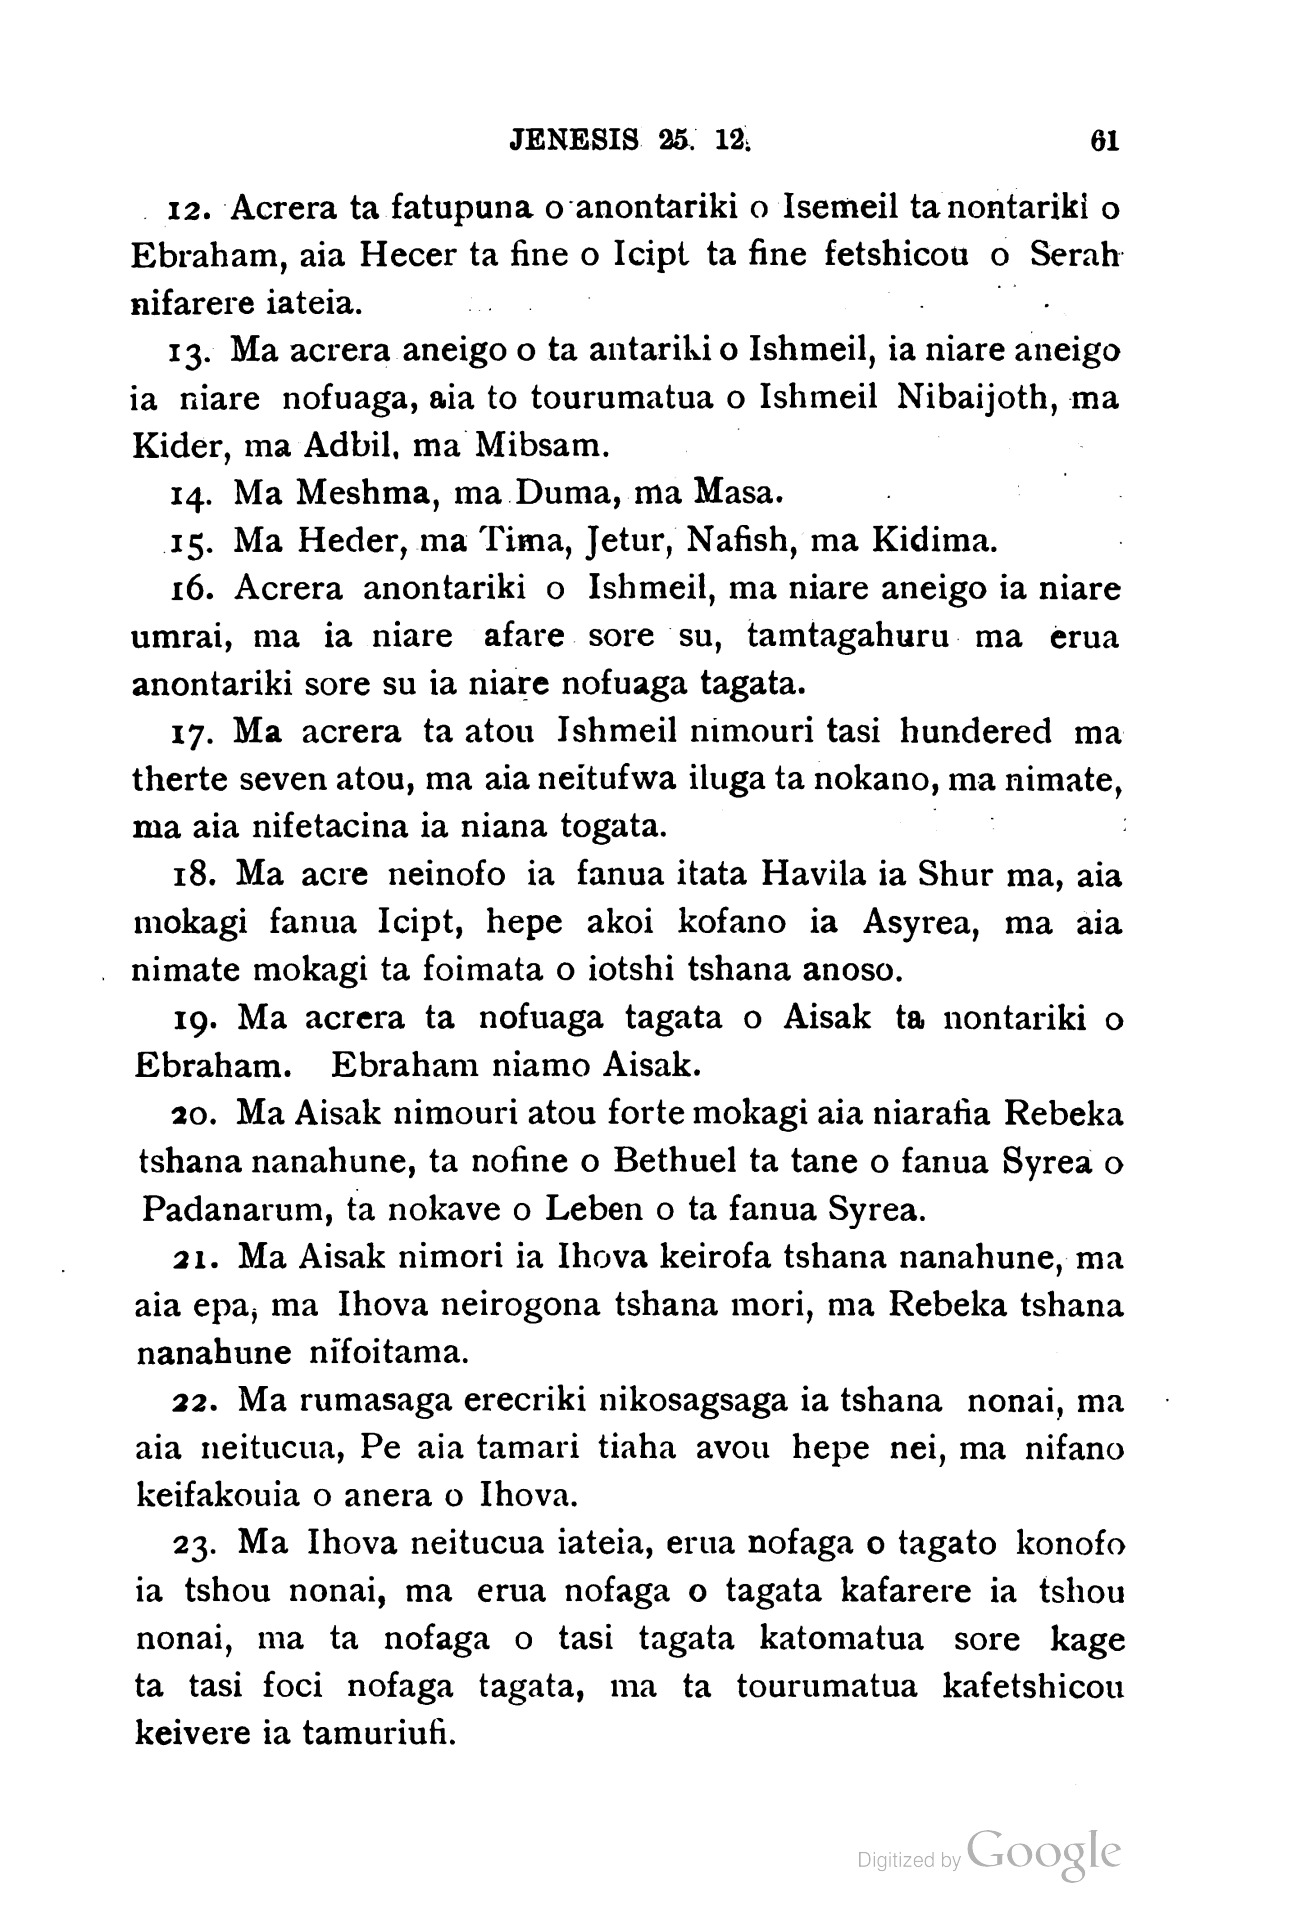 JENESIS 25. 12. 61
12. Acrera ta fatupuna o anontariki o Isemeil ta nontariki o
Ebraham, aia Hecer ta fine o Icipt ta fine fetshicou o Serah
nifarere iateia.
13. Ma acrera aneigo o ta antariki o Ishmeil, ia niare aneigo
ia niare nofuaga, aia to tourumatua o Ishmeil Nibaijoth, ma
Kider, ma Adbil, ma Mibsam.
14. Ma Meshma, ma Duma, ma Masa.
15. Ma Heder, ma Tima, Jetur, Nafish, ma Kidima.
16. Acrera anontariki o Ishmeil, ma niare aneigo ia niare
umrai, ma ia niare afare sore su, tamtagahuru ma erua
anontariki sore su ia niare nofuaga tagata.
17. Ma acrera ta atou Ishmeil nimouri tasi hundered ma
therte seven atou, ma aia neitufwa iluga ta nokano, ma nimate,
ma aia nifetacina ia niana togata.
18. Ma acre neinofo ia fanua itata Havila ia Shur ma, aia
mokagi fanua Icipt, hepe akoi kofano ia Asyrea, ma aia
nimate mokagi ta foimata o iotshi tshana anoso.
19. Ma acrera ta nofuaga tagata o Aisak ta nontariki o
Ebraham. Ebraham niamo Aisak.
20. Ma Aisak nimouri atou forte mokagi aia niarafia Rebeka
tshana nanahune, ta nofine o Bethuel ta tane o fanua Syrea o
Padanarum, ta nokave o Leben o ta fanua Syrea.
21. Ma Aisak nimori ia Ihova keirofa tshana nanahune, ma
aia epa, ma Ihova neirogona tshana mori, ma Rebeka tshana
nanahune nifoitama.
22. Ma rumasaga erecriki nikosagsaga ia tshana nonai, ma
aia neitucua, Pe aia tamari tiaha avou hepe nei, ma nifano
keifakouia o anera o Ihova.
23. Ma Ihova neitucua iateia, erua nofaga o tagato konofo
ia tshou nonai, ma erua nofaga o tagata kafarere ia tshou
nonai, ma ta nofaga o tasi tagata katomatua sore kage
ta tasi foci nofaga tagata, ma ta tourumatua kafetshicou
keivere ia tamuriufi.
Digitized by Google